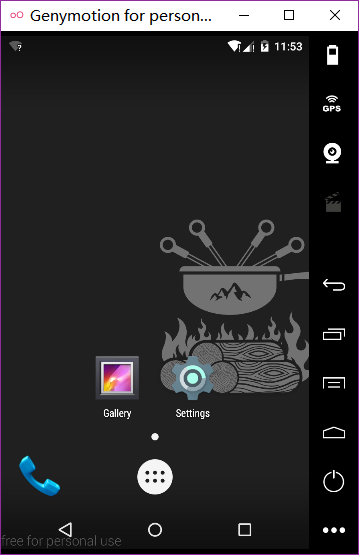 Genymotion for person...
11:53
GPS
Gallery
Settings
free for personal use